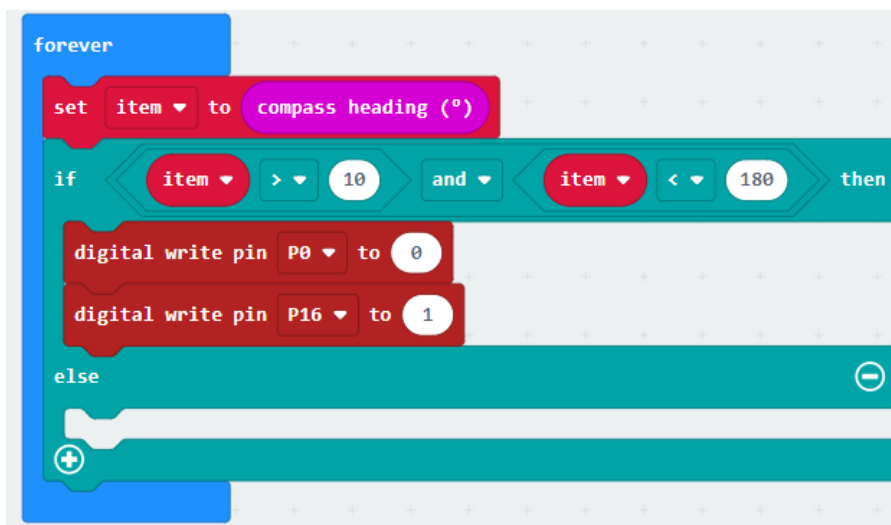 forever
set item to compass heading (º)
if item > 10 and item < 180 then
digital write pin P0 to 0
digital write pin P16 to 1
else